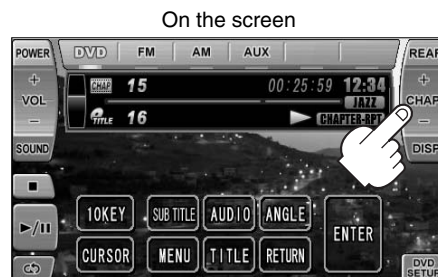 On the screen
POWER DVD FM AM AUX REAR
CHAP 15 00:25:59 12:34
+ VOL − + CHAP −
JAZZ
TITLE 16 CHAPTER-RPT
SOUND DISP
10KEY SUB TITLE AUDIO ANGLE
ENTER
CURSOR MENU TITLE RETURN
DVD SETUP